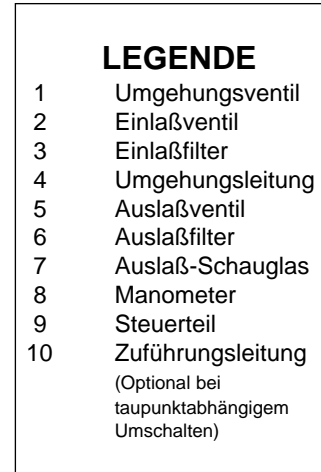 LEGENDE
1 Umgehungsventil
2 Einlaßventil
3 Einlaßfilter
4 Umgehungsleitung
5 Auslaßventil
6 Auslaßfilter
7 Auslaß-Schauglas
8 Manometer
9 Steuerteil
10 Zuführungsleitung
(Optional bei
taupunktabhängigem
Umschalten)